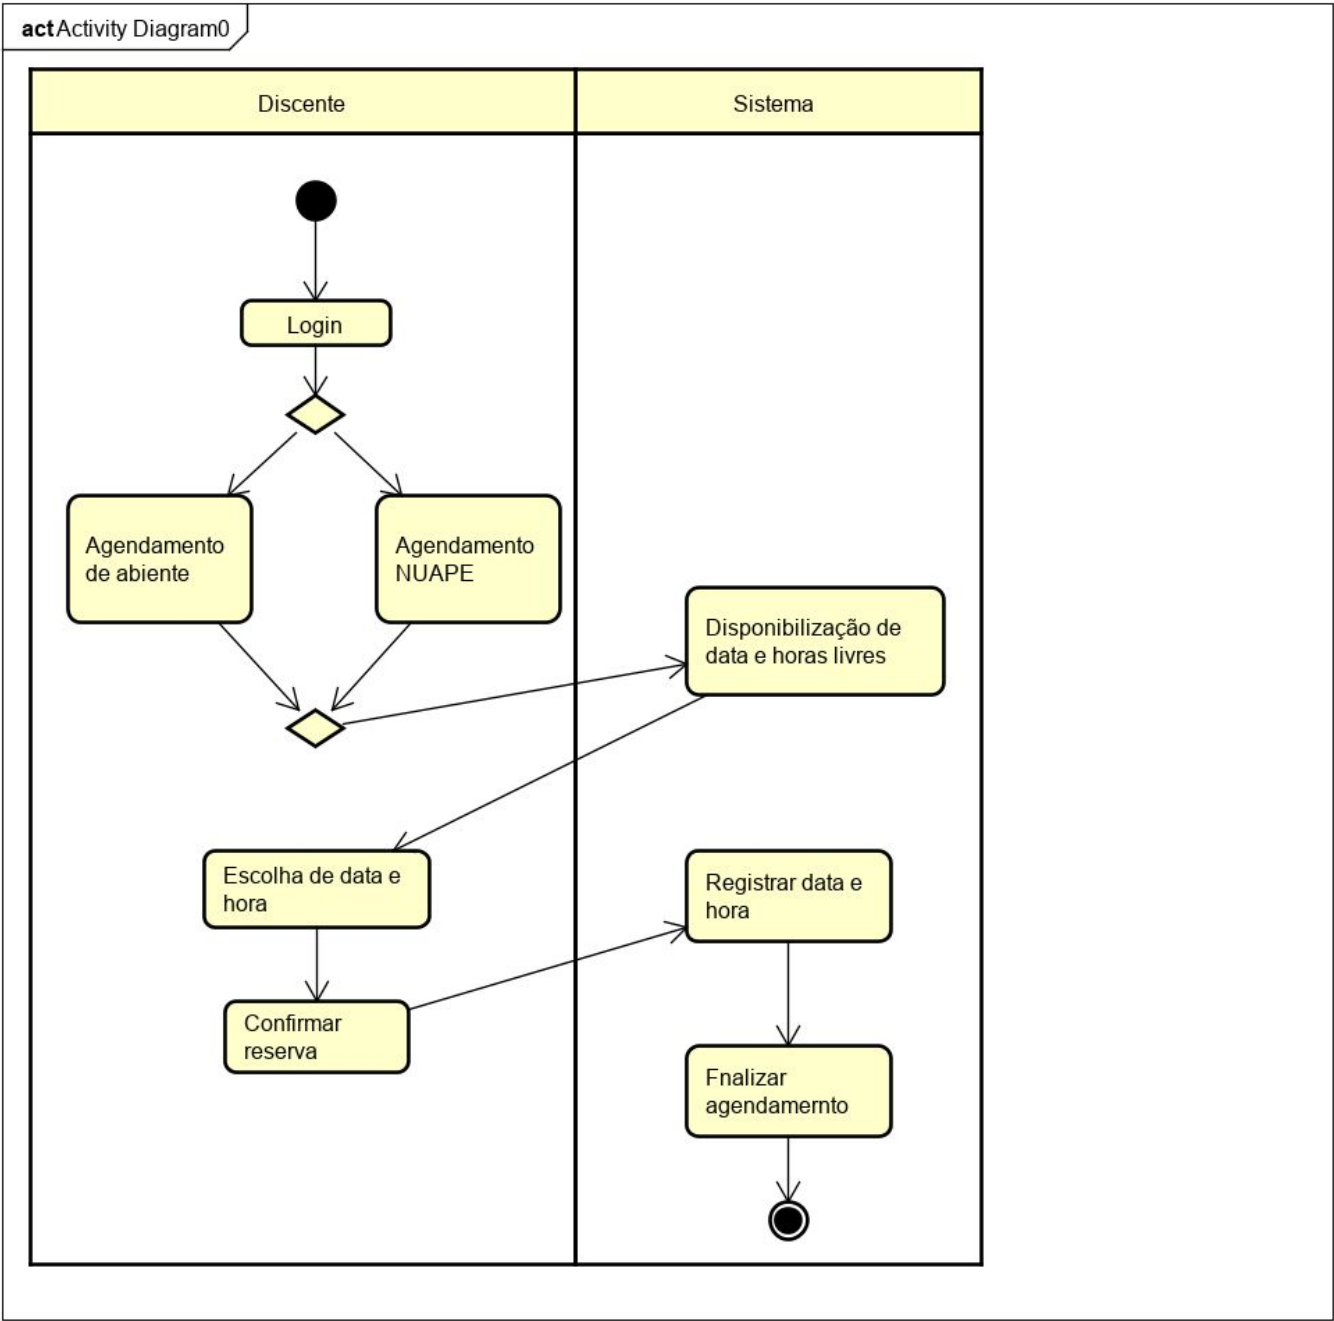 act Activity Diagram0
Discente
Sistema
Login
Agendamento
de abiente
Agendamento
NUAPE
Disponibilização de
data e horas livres
Escolha de data e
hora
Registrar data e
hora
Confirmar
reserva
Fnalizar
agendamernto